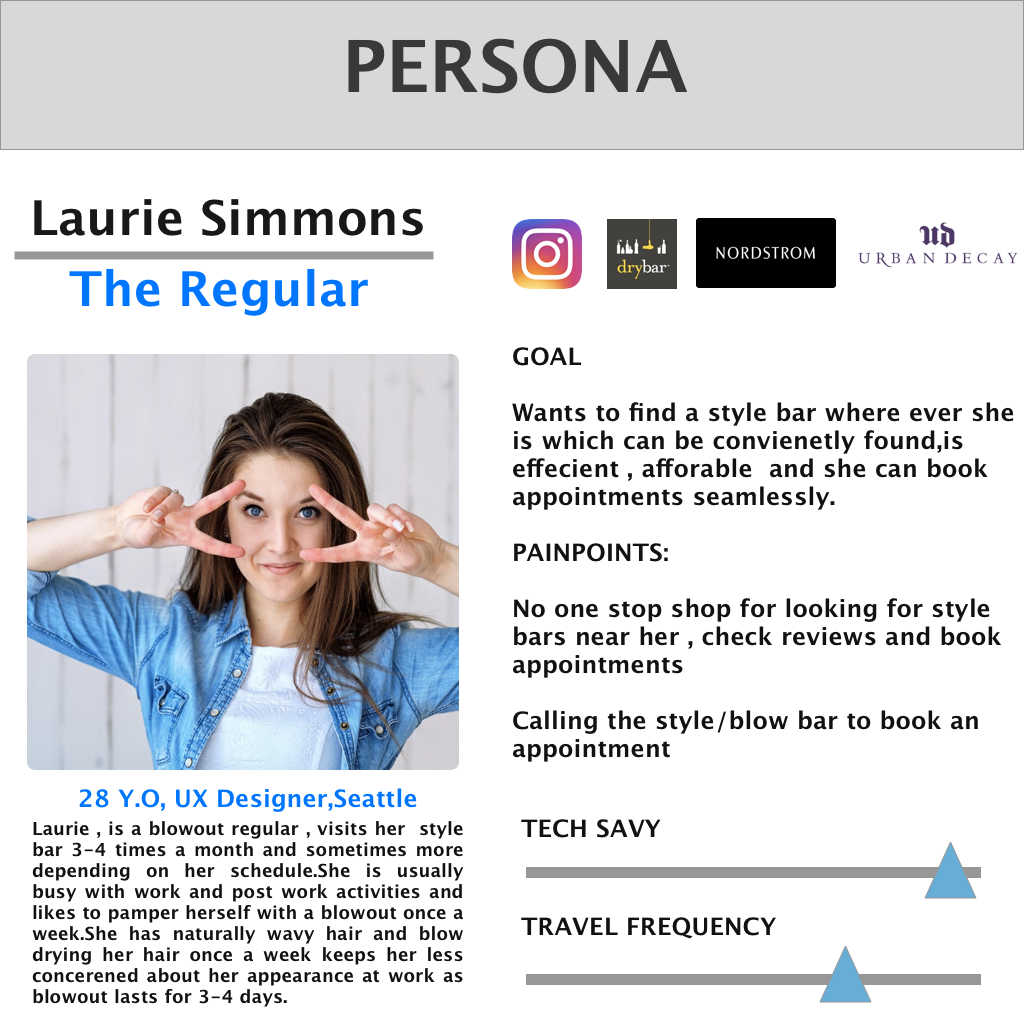 PERSONA
Laurie Simmons
The Regular
28 Y.O, UX Designer,Seattle
Laurie , is a blowout regular , visits her style
bar 3-4 times a month and sometimes more
depending on her schedule.She is usually
busy with work and post work activities and
likes to pamper herself with a blowout once a
week.She has naturally wavy hair and blow
drying her hair once a week keeps her less
concerened about her appearance at work as
blowout lasts for 3-4 days.
drybar
NORDSTROM
ud
URBAN DECAY
GOAL
Wants to find a style bar where ever she
is which can be convienetly found,is
effecient , afforable and she can book
appointments seamlessly.
PAINPOINTS:
No one stop shop for looking for style
bars near her , check reviews and book
appointments
Calling the style/blow bar to book an
appointment
TECH SAVY
TRAVEL FREQUENCY